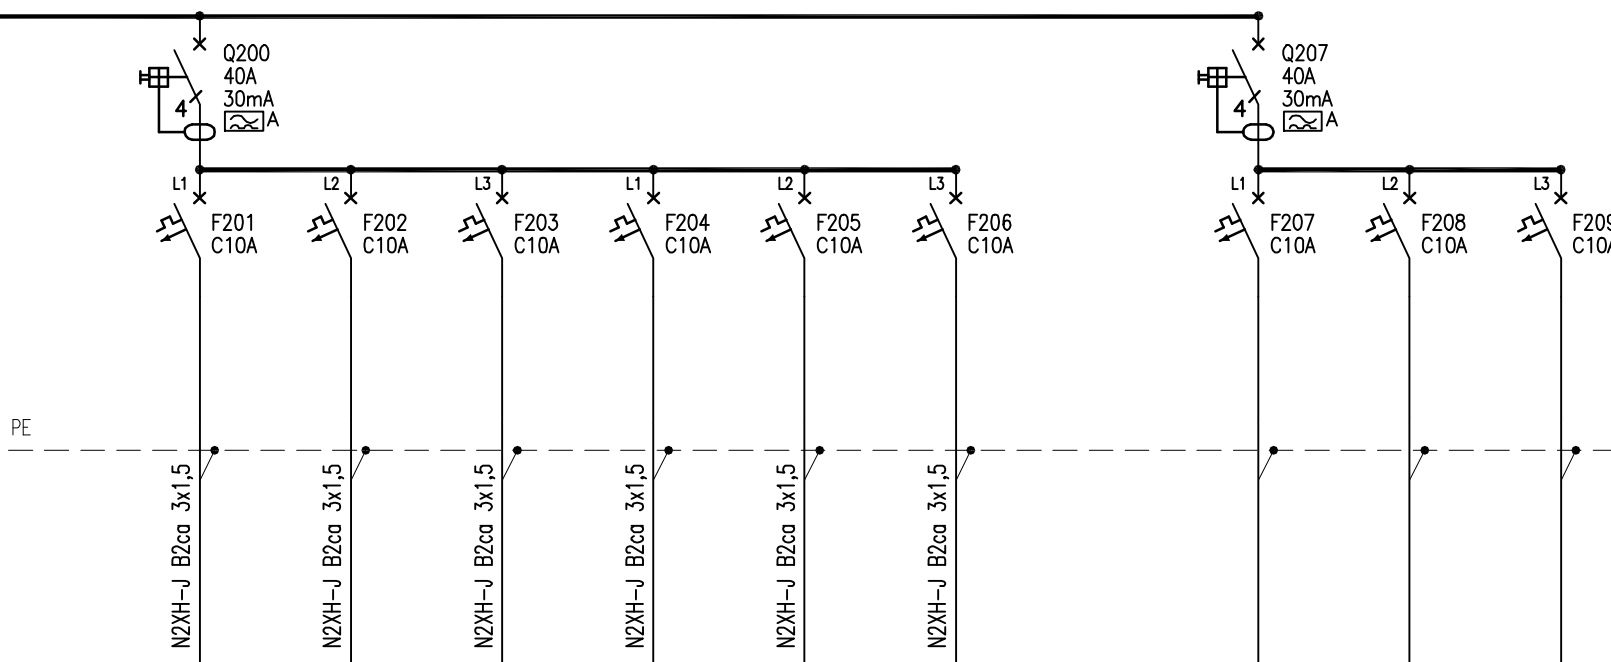 Q200
40A
30mA
A
4
Q207
40A
30mA
A
4
L1
L2
L3
L1
L2
L3
L1
L2
L3
F201
C10A
F202
C10A
F203
C10A
F204
C10A
F205
C10A
F206
C10A
F207
C10A
F208
C10A
F209
C10A
PE
N2XH-J B2ca 3x1,5
N2XH-J B2ca 3x1,5
N2XH-J B2ca 3x1,5
N2XH-J B2ca 3x1,5
N2XH-J B2ca 3x1,5
N2XH-J B2ca 3x1,5